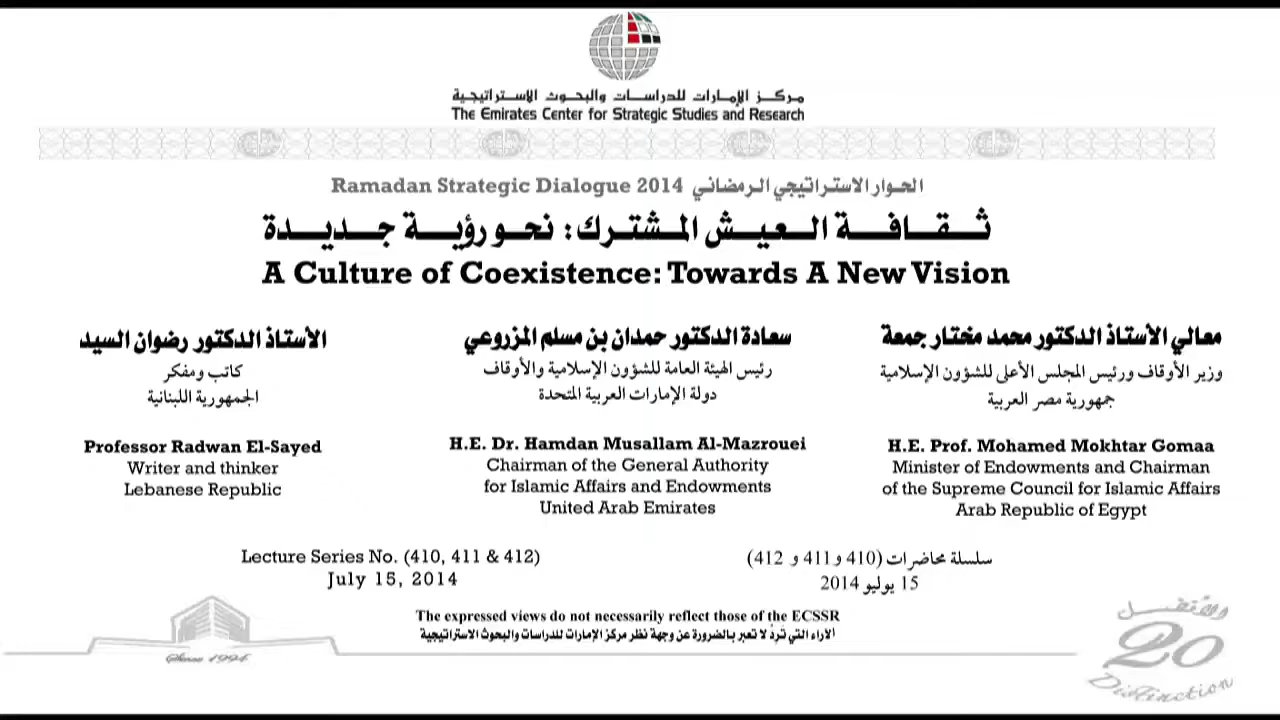 مركز الإمارات للدراسات والبحوث الاستراتيجية
The Emirates Center for Strategic Studies and Research
Ramadan Strategic Dialogue 2014 الحوار الاستراتيجي الرمضاني
ثقافة العيش المشترك: نحو رؤية جديدة
A Culture of Coexistence: Towards A New Vision
معالي الأستاذ الدكتور محمد مختار جمعة
وزير الأوقاف ورئيس المجلس الأعلى للشؤون الإسلامية
جمهورية مصر العربية
H.E. Prof. Mohamed Mokhtar Gomaa
Minister of Endowments and Chairman
of the Supreme Council for Islamic Affairs
Arab Republic of Egypt
سعادة الدكتور حمدان بن مسلم المزروعي
رئيس الهيئة العامة للشؤون الإسلامية والأوقاف
دولة الإمارات العربية المتحدة
H.E. Dr. Hamdan Musallam Al-Mazrouei
Chairman of the General Authority
for Islamic Affairs and Endowments
United Arab Emirates
الأستاذ الدكتور رضوان السيد
كاتب ومفكر
الجمهورية اللبنانية
Professor Radwan El-Sayed
Writer and thinker
Lebanese Republic
سلسلة محاضرات (410 و 411 و 412)
15 يوليو 2014
Lecture Series No. (410, 411 & 412)
July 15, 2014
The expressed views do not necessarily reflect those of the ECSSR
الآراء التي ترد لا تعبر بالضرورة عن وجهة نظر مركز الإمارات للدراسات والبحوث الاستراتيجية
Since 1994
20
Distinction